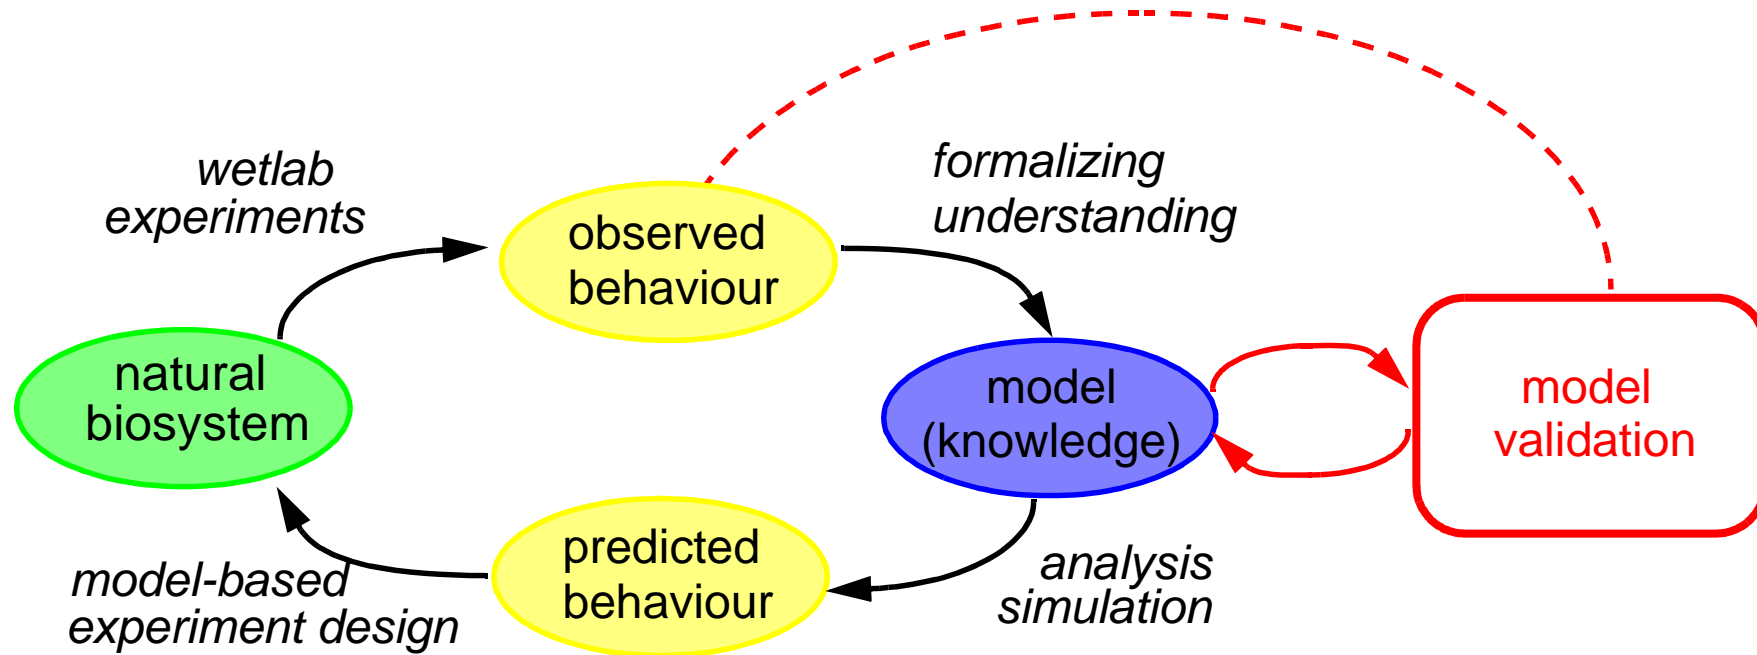 wetlab
experiments
observed
behaviour
formalizing
understanding
natural
biosystem
model
(knowledge)
model
validation
predicted
behaviour
model-based
experiment design
analysis
simulation